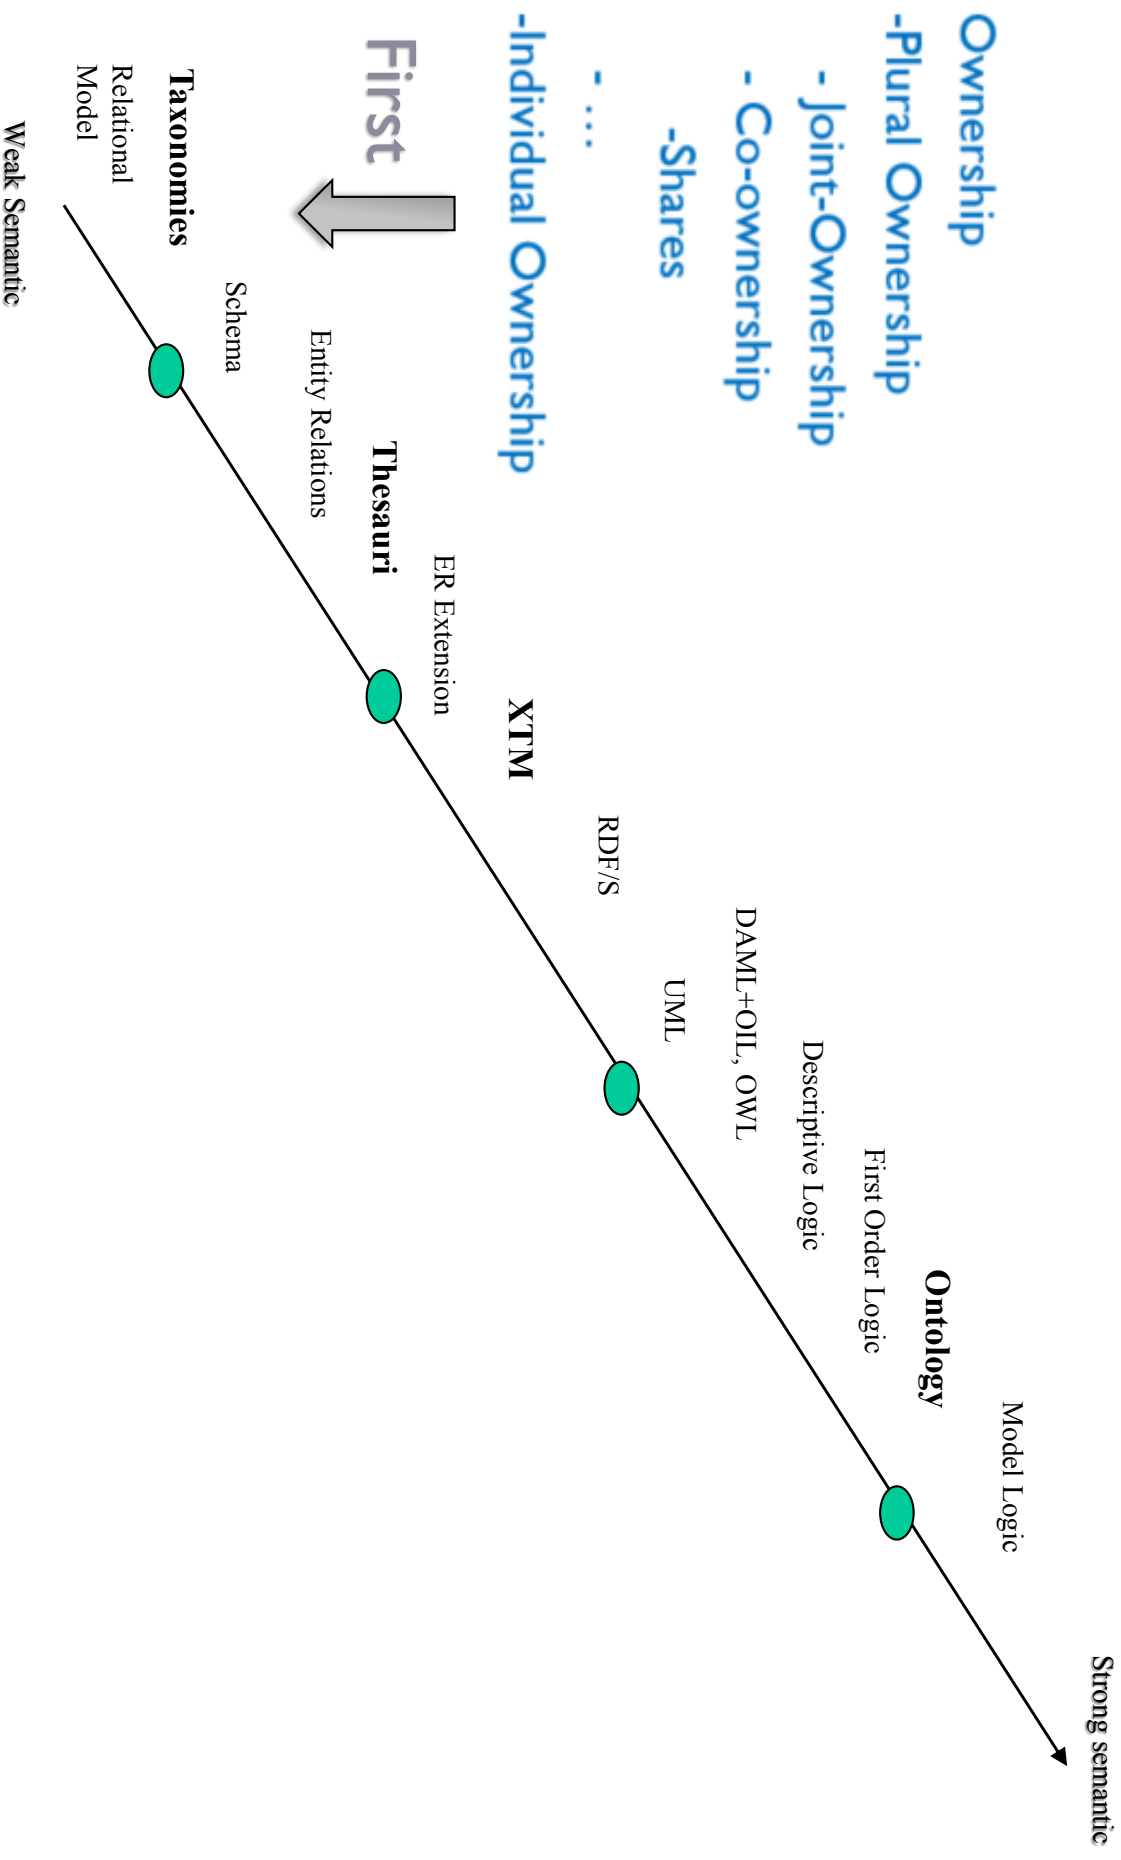 Ownership
-Plural Ownership
- Joint-Ownership
- Co-ownership
-Shares
- ...
-Individual Ownership
First
Strong semantic
Model Logic
Ontology
First Order Logic
Descriptive Logic
DAML+OIL, OWL
UML
RDF/S
XTM
ER Extension
Thesauri
Entity Relations
Schema
Taxonomies
Relational
Model
Weak Semantic